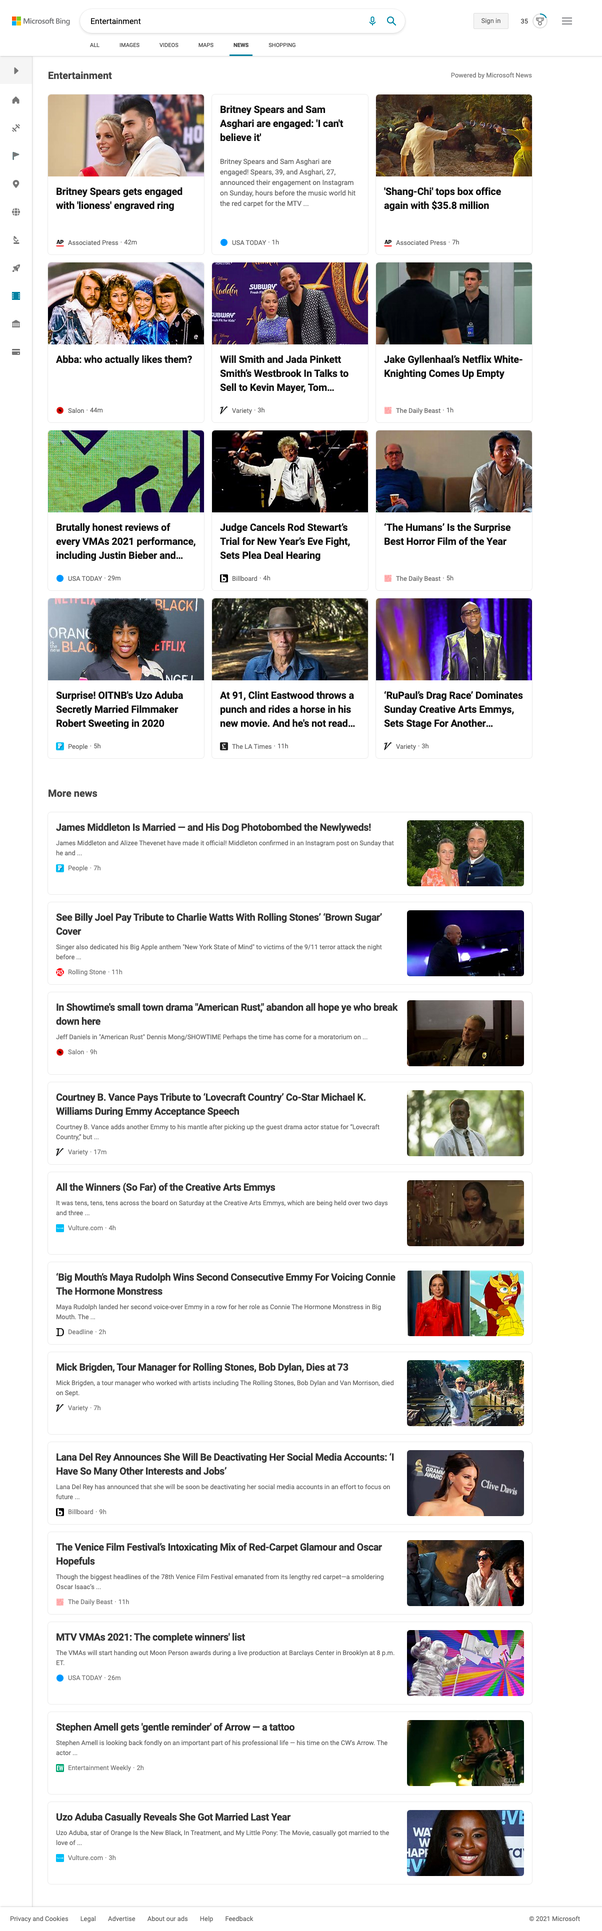 Microsoft Bing
Entertainment
Sign in
35
ALL IMAGES VIDEOS MAPS NEWS SHOPPING
Entertainment
Powered by Microsoft News
Britney Spears gets engaged
with 'lioness' engraved ring
AP Associated Press · 42m
Britney Spears and Sam
Asghari are engaged: 'I can't
believe it'
Britney Spears and Sam Asghari are
engaged! Spears, 39, and Asghari, 27,
announced their engagement on Instagram
on Sunday, hours before the music world hit
the red carpet for the MTV ...
USA TODAY · 1h
'Shang-Chi' tops box office
again with $35.8 million
AP Associated Press · 7h
Abba: who actually likes them?
Salon · 44m
Aladdin
SUBWAY
Will Smith and Jada Pinkett
Smith's Westbrook In Talks to
Sell to Kevin Mayer, Tom...
Variety · 3h
Jake Gyllenhaal's Netflix White-
Knighting Comes Up Empty
The Daily Beast · 1h
Brutally honest reviews of
every VMAs 2021 performance,
including Justin Bieber and...
USA TODAY · 29m
Judge Cancels Rod Stewart's
Trial for New Year's Eve Fight,
Sets Plea Deal Hearing
Billboard · 4h
'The Humans' Is the Surprise
Best Horror Film of the Year
The Daily Beast · 5h
Surprise! OITNB's Uzo Aduba
Secretly Married Filmmaker
Robert Sweeting in 2020
People · 5h
At 91, Clint Eastwood throws a
punch and rides a horse in his
new movie. And he's not read...
The LA Times · 11h
'RuPaul's Drag Race' Dominates
Sunday Creative Arts Emmys,
Sets Stage For Another...
Variety · 3h
More news
James Middleton Is Married — and His Dog Photobombed the Newlyweds!
James Middleton and Alizee Thevenet have made it official! Middleton confirmed in an Instagram post on Sunday that
he and ...
People · 7h
See Billy Joel Pay Tribute to Charlie Watts With Rolling Stones' 'Brown Sugar'
Cover
Singer also dedicated his Big Apple anthem "New York State of Mind" to victims of the 9/11 terror attack the night
before ...
Rolling Stone · 11h
In Showtime's small town drama "American Rust," abandon all hope ye who break
down here
Jeff Daniels in "American Rust" Dennis Mong/SHOWTIME Perhaps the time has come for a moratorium on ...
Salon · 9h
Courtney B. Vance Pays Tribute to 'Lovecraft Country' Co-Star Michael K.
Williams During Emmy Acceptance Speech
Courtney B. Vance adds another Emmy to his mantle after picking up the guest drama actor statue for "Lovecraft
Country," but ...
Variety · 17m
All the Winners (So Far) of the Creative Arts Emmys
It was tens, tens, tens across the board on Saturday at the Creative Arts Emmys, which are being held over two days
and three ...
Vulture.com · 4h
'Big Mouth's Maya Rudolph Wins Second Consecutive Emmy For Voicing Connie
The Hormone Monstress
Maya Rudolph landed her second voice-over Emmy in a row for her role as Connie The Hormone Monstress in Big
Mouth. The ...
Deadline · 2h
Mick Brigden, Tour Manager for Rolling Stones, Bob Dylan, Dies at 73
Mick Brigden, a tour manager who worked with artists including The Rolling Stones, Bob Dylan and Van Morrison, died
on Sept.
Variety · 7h
Lana Del Rey Announces She Will Be Deactivating Her Social Media Accounts: 'I
Have So Many Other Interests and Jobs'
Lana Del Rey has announced that she will be soon be deactivating her social media accounts in an effort to focus on
future ...
Billboard · 9h
Clive Davis
The Venice Film Festival's Intoxicating Mix of Red-Carpet Glamour and Oscar
Hopefuls
Though the biggest headlines of the 78th Venice Film Festival emanated from its lengthy red carpet—a smoldering
Oscar Isaac's ...
The Daily Beast · 11h
MTV VMAs 2021: The complete winners' list
The VMAs will start handing out Moon Person awards during a live production at Barclays Center in Brooklyn at 8 p.m.
ET.
USA TODAY · 26m
Stephen Amell gets 'gentle reminder' of Arrow — a tattoo
Stephen Amell is looking back fondly on an important part of his professional life — his time on the CW's Arrow. The
actor ...
Entertainment Weekly · 2h
Uzo Aduba Casually Reveals She Got Married Last Year
Uzo Aduba, star of Orange Is the New Black, In Treatment, and My Little Pony: The Movie, casually got married to the
love of ...
Vulture.com · 3h
Privacy and Cookies Legal Advertise About our ads Help Feedback
© 2021 Microsoft